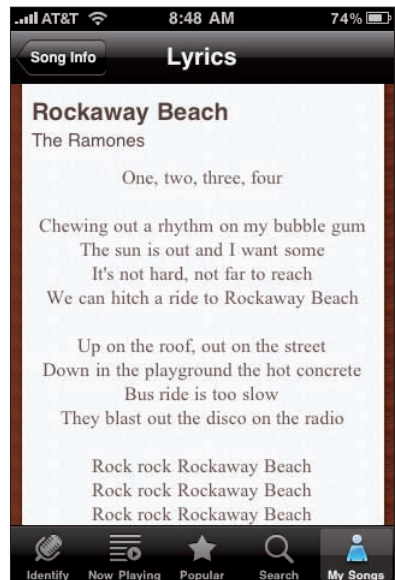 AT&T 8:48 AM 74%
Song Info Lyrics
Rockaway Beach
The Ramones
One, two, three, four
Chewing out a rhythm on my bubble gum
The sun is out and I want some
It's not hard, not far to reach
We can hitch a ride to Rockaway Beach
Up on the roof, out on the street
Down in the playground the hot concrete
Bus ride is too slow
They blast out the disco on the radio
Rock rock Rockaway Beach
Rock rock Rockaway Beach
Rock rock Rockaway Beach
Identify Now Playing Popular Search My Songs